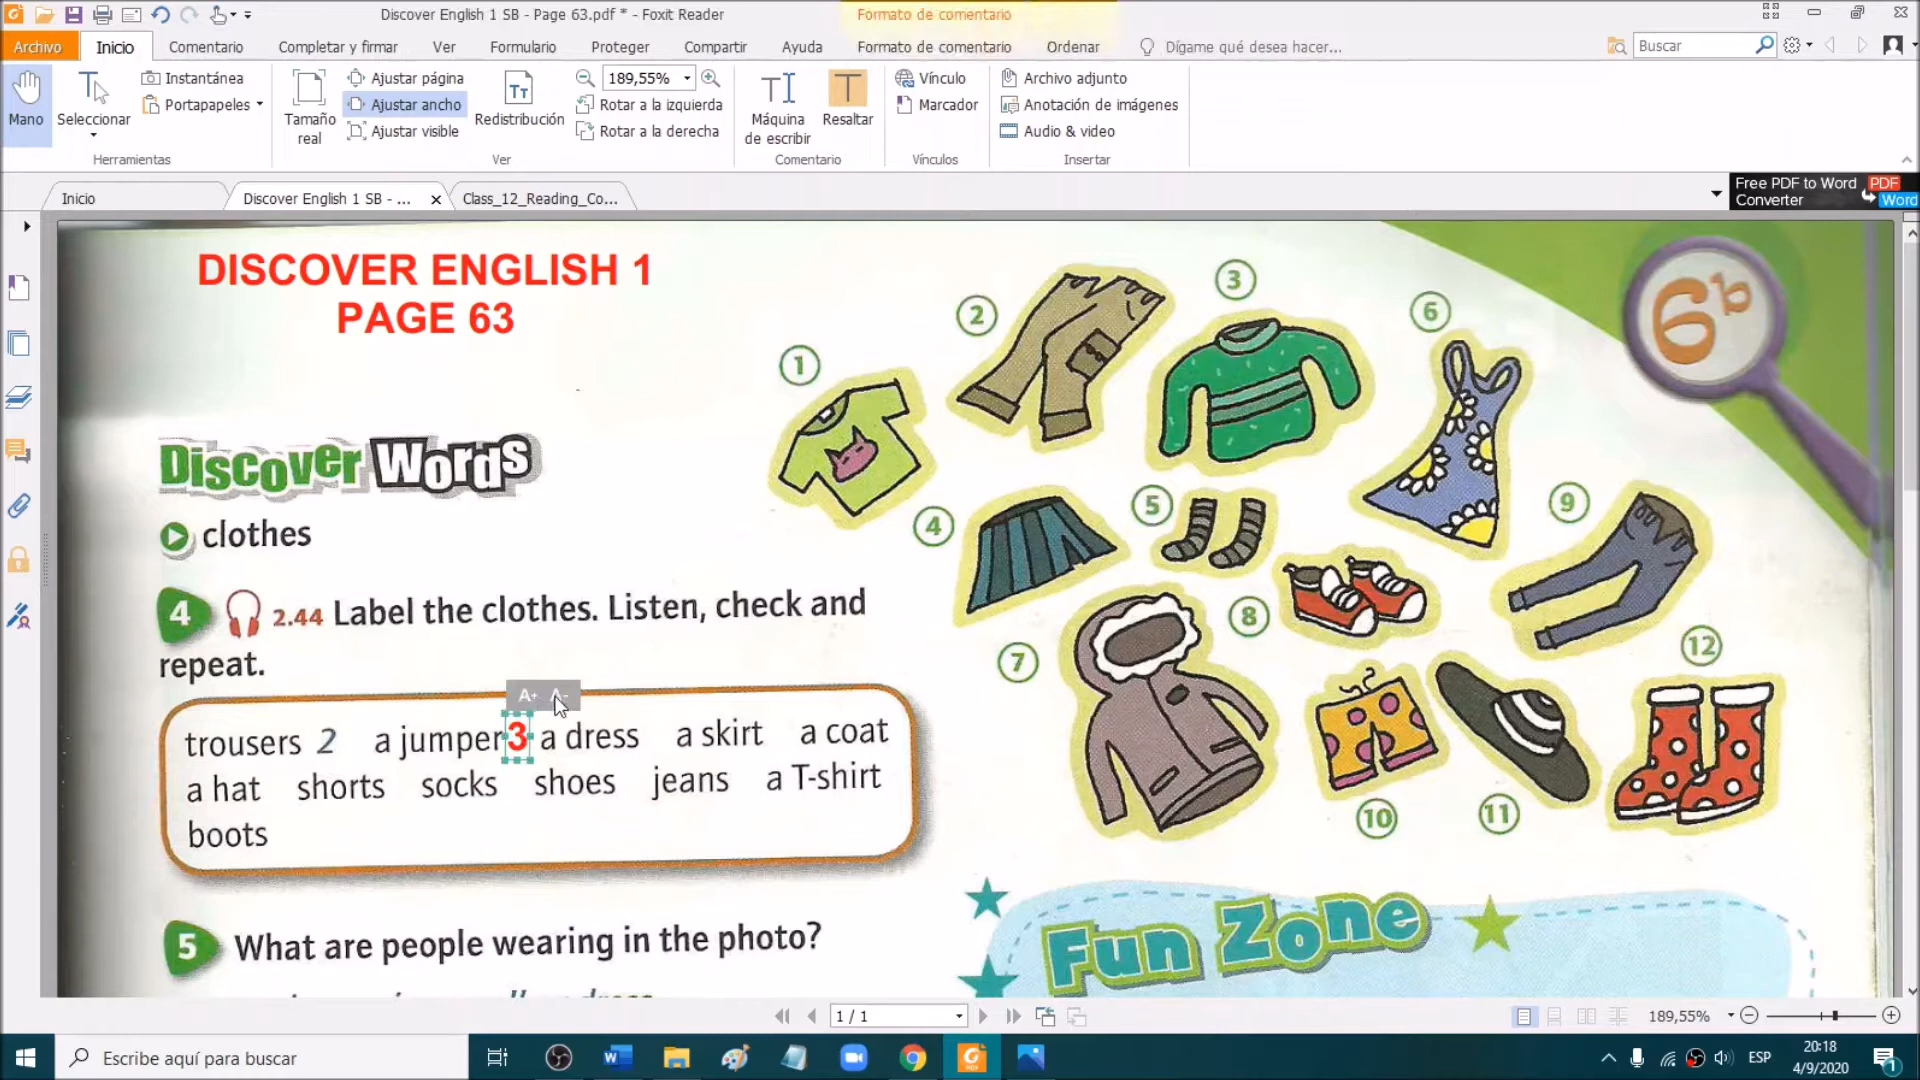 Discover English 1 SB - Page 63.pdf * - Foxit Reader
Formato de comentario
Archivo
Inicio
Comentario
Completar y firmar
Ver
Formulario
Proteger
Compartir
Ayuda
Formato de comentario
Ordenar
Dígame qué desea hacer...
Buscar
Mano
Seleccionar
Instantánea
Portapapeles
Herramientas
Tamaño real
Ajustar página
Ajustar ancho
Ajustar visible
Redistribución
189,55%
Rotar a la izquierda
Rotar a la derecha
Ver
Máquina de escribir
Resaltar
Comentario
Vínculo
Marcador
Vínculos
Archivo adjunto
Anotación de imágenes
Audio & video
Insertar
Inicio
Discover English 1 SB - ...
Class_12_Reading_Co...
Free PDF to Word
Converter
PDF
Word
DISCOVER ENGLISH 1
PAGE 63
6b
Discover Words
clothes
4 2.44 Label the clothes. Listen, check and
repeat.
A+ A-
trousers 2 a jumper 3 a dress a skirt a coat
a hat shorts socks shoes jeans a T-shirt
boots
5 What are people wearing in the photo?
1
2
3
4
5
6
7
8
9
10
11
12
Fun Zone
1 / 1
189,55%
Escribe aquí para buscar
ESP
20:18
4/9/2020
1